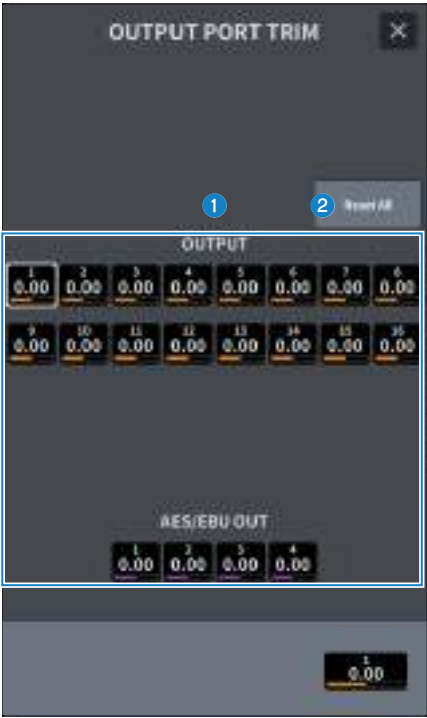 OUTPUT PORT TRIM
×
1
2 Reset All
OUTPUT
1 2 3 4 5 6 7 8
0.00 0.00 0.00 0.00 0.00 0.00 0.00 0.00
9 10 11 12 13 14 15 16
0.00 0.00 0.00 0.00 0.00 0.00 0.00 0.00
AES/EBU OUT
1 2 3 4
0.00 0.00 0.00 0.00
1
0.00